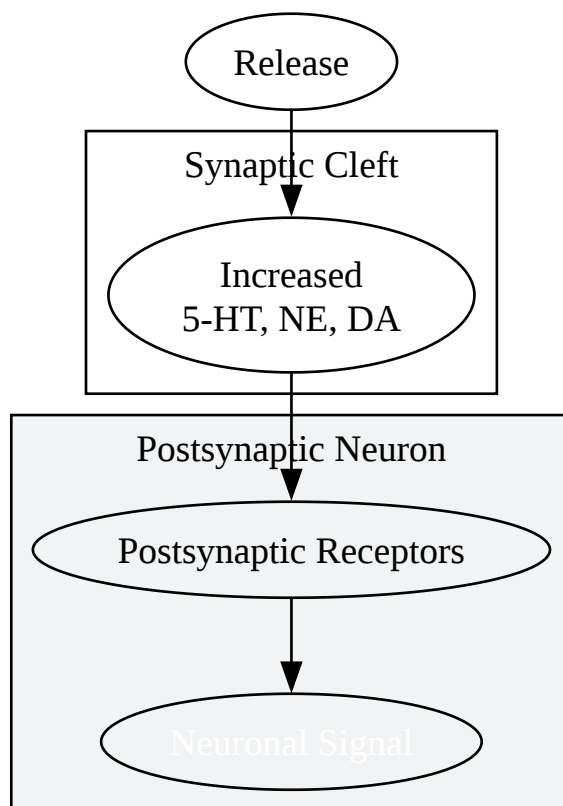 Release
Synaptic Cleft
Increased
5-HT, NE, DA
Postsynaptic Neuron
Postsynaptic Receptors
Neuronal Signal